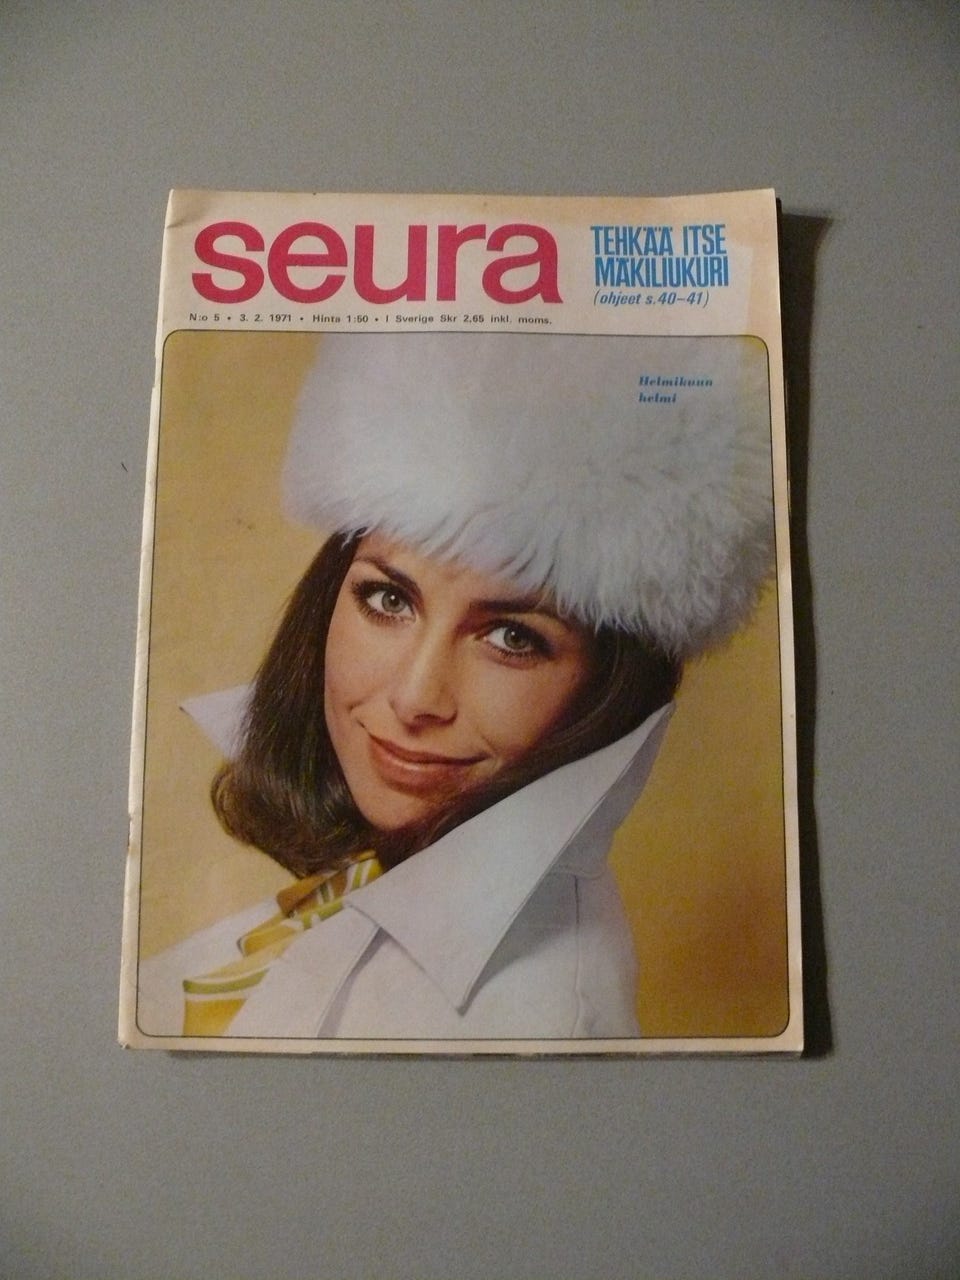 seura
TEHKÄÄ ITSE
MÄKILIUKURI
(ohjeet s.40–41)
N:o 5 • 3. 2. 1971 • Hinta 1:50 • I Sverige Skr 2,65 inkl. moms.
Helmikuun
helmi